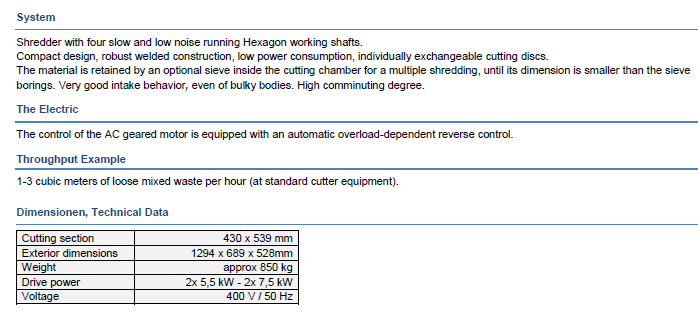 System
Shredder with four slow and low noise running Hexagon working shafts.
Compact design, robust welded construction, low power consumption, individually exchangeable cutting discs.
The material is retained by an optional sieve inside the cutting chamber for a multiple shredding, until its dimension is smaller than the sieve
borings. Very good intake behavior, even of bulky bodies. High comminuting degree.
The Electric
The control of the AC geared motor is equipped with an automatic overload-dependent reverse control.
Throughput Example
1-3 cubic meters of loose mixed waste per hour (at standard cutter equipment).
Dimensionen, Technical Data
Cutting section 430 x 539 mm
Exterior dimensions 1294 x 689 x 528mm
Weight approx 850 kg
Drive power 2x 5,5 kW - 2x 7,5 kW
Voltage 400 V / 50 Hz